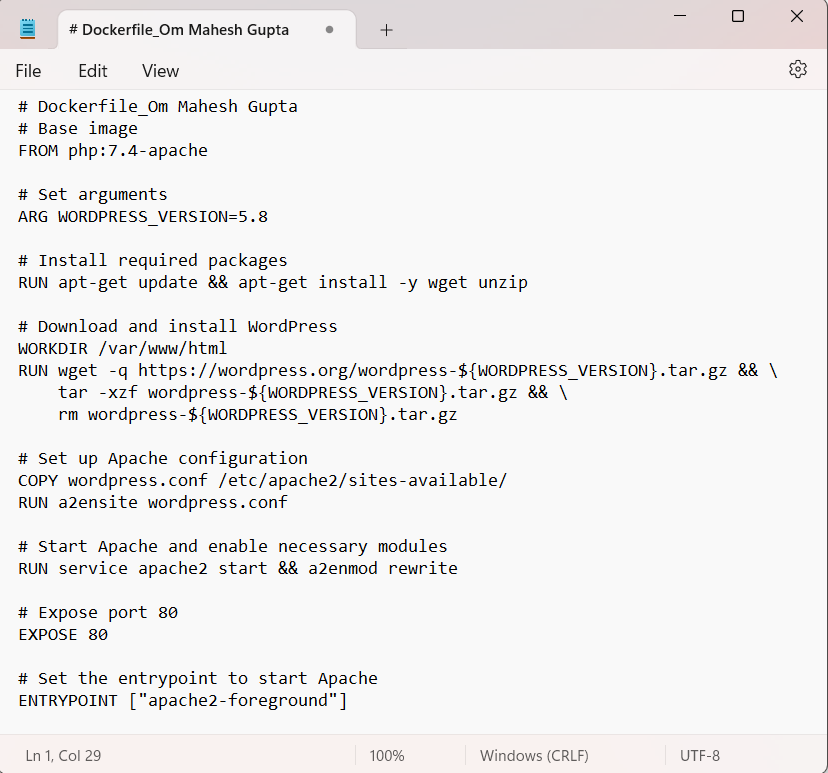 # Dockerfile_Om Mahesh Gupta
File Edit View
# Dockerfile_Om Mahesh Gupta
# Base image
FROM php:7.4-apache
# Set arguments
ARG WORDPRESS_VERSION=5.8
# Install required packages
RUN apt-get update && apt-get install -y wget unzip
# Download and install WordPress
WORKDIR /var/www/html
RUN wget -q https://wordpress.org/wordpress-${WORDPRESS_VERSION}.tar.gz && \
    tar -xzf wordpress-${WORDPRESS_VERSION}.tar.gz && \
    rm wordpress-${WORDPRESS_VERSION}.tar.gz
# Set up Apache configuration
COPY wordpress.conf /etc/apache2/sites-available/
RUN a2ensite wordpress.conf
# Start Apache and enable necessary modules
RUN service apache2 start && a2enmod rewrite
# Expose port 80
EXPOSE 80
# Set the entrypoint to start Apache
ENTRYPOINT ["apache2-foreground"]
Ln 1, Col 29 100% Windows (CRLF) UTF-8